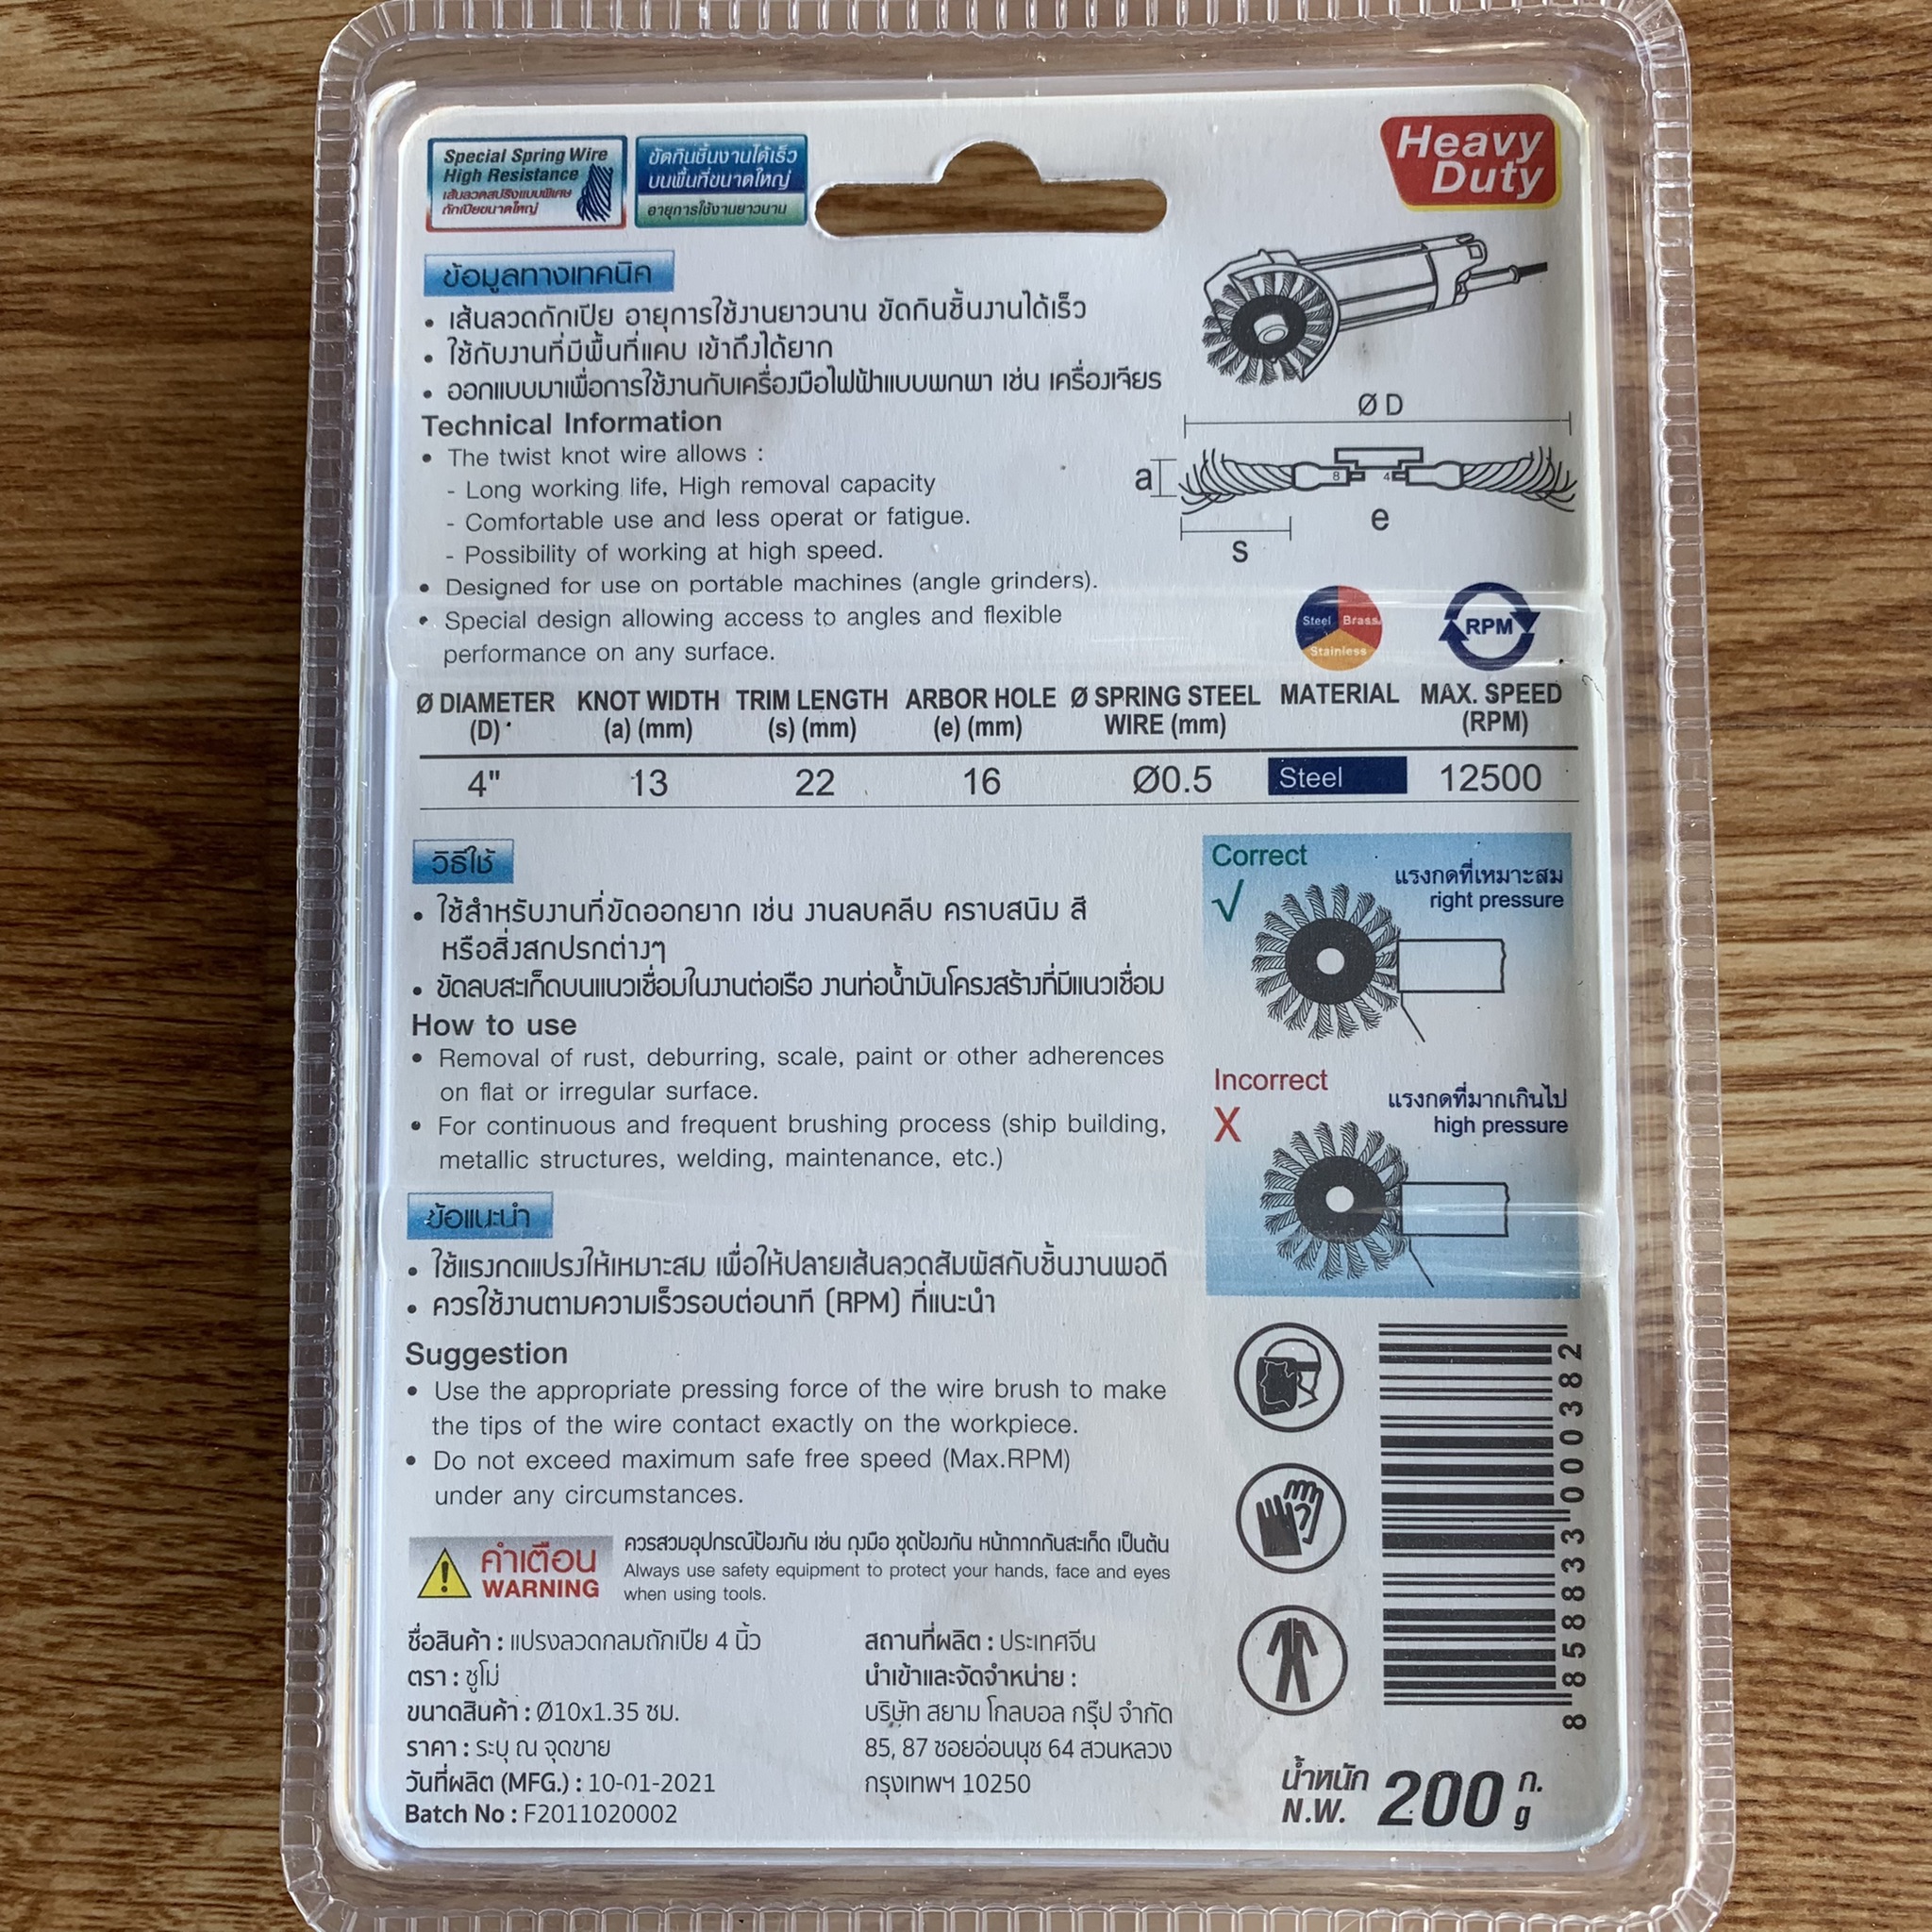 Special Spring Wire
High Resistance
เส้นลวดสปริงแบบพิเศษ
ถักเปียขนาดใหญ่
ขัดกินชิ้นงานได้เร็ว
บนพื้นที่ขนาดใหญ่
อายุการใช้งานยาวนาน
Heavy
Duty
ข้อมูลทางเทคนิค
• เส้นลวดถักเปีย อายุการใช้งานยาวนาน ขัดกินชิ้นงานได้เร็ว
• ใช้กับงานที่มีพื้นที่แคบ เข้าถึงได้ยาก
• ออกแบบมาเพื่อการใช้งานกับเครื่องมือไฟฟ้าแบบพกพา เช่น เครื่องเจียร
Technical Information
• The twist knot wire allows :
- Long working life, High removal capacity
- Comfortable use and less operat or fatigue.
- Possibility of working at high speed.
• Designed for use on portable machines (angle grinders).
• Special design allowing access to angles and flexible
performance on any surface.
Ø D
a
8 4
e
s
Steel Brass
Stainless
RPM
Ø DIAMETER KNOT WIDTH TRIM LENGTH ARBOR HOLE Ø SPRING STEEL MATERIAL MAX. SPEED
(D) (a) (mm) (s) (mm) (e) (mm) WIRE (mm) (RPM)
4" 13 22 16 Ø0.5 Steel 12500
วิธีใช้
• ใช้สำหรับงานที่ขัดออกยาก เช่น งานลบคลีบ คราบสนิม สี
หรือสิ่งสกปรกต่างๆ
• ขัดลบสะเก็ดบนแนวเชื่อมในงานต่อเรือ งานท่อน้ำมันโครงสร้างที่มีแนวเชื่อม
How to use
• Removal of rust, deburring, scale, paint or other adherences
on flat or irregular surface.
• For continuous and frequent brushing process (ship building,
metallic structures, welding, maintenance, etc.)
Correct
แรงกดที่เหมาะสม
right pressure
Incorrect
X
แรงกดที่มากเกินไป
high pressure
ข้อแนะนำ
• ใช้แรงกดแปรงให้เหมาะสม เพื่อให้ปลายเส้นลวดสัมผัสกับชิ้นงานพอดี
• ควรใช้งานตามความเร็วรอบต่อนาที (RPM) ที่แนะนำ
Suggestion
• Use the appropriate pressing force of the wire brush to make
the tips of the wire contact exactly on the workpiece.
• Do not exceed maximum safe free speed (Max.RPM)
under any circumstances.
คำเตือน
WARNING
ควรสวมอุปกรณ์ป้องกัน เช่น ถุงมือ ชุดป้องกัน หน้ากากกันสะเก็ด เป็นต้น
Always use safety equipment to protect your hands, face and eyes
when using tools.
ชื่อสินค้า : แปรงลวดกลมถักเปีย 4 นิ้ว
ตรา : ซูโม่
ขนาดสินค้า : Ø10x1.35 ซม.
ราคา : ระบุ ณ จุดขาย
วันที่ผลิต (MFG.) : 10-01-2021
Batch No : F2011020002
สถานที่ผลิต : ประเทศจีน
นำเข้าและจัดจำหน่าย :
บริษัท สยาม โกลบอล กรุ๊ป จำกัด
85, 87 ซอยอ่อนนุช 64 สวนหลวง
กรุงเทพฯ 10250
8 858833 000382
น้ำหนัก 200 ก.
N.W. g